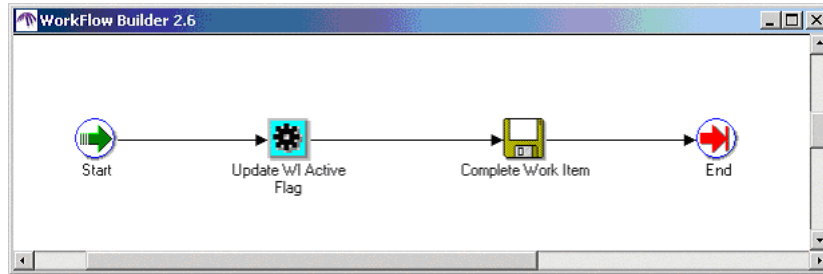 WorkFlow Builder 2.6
Start
Update WI Active
Flag
Complete Work Item
End